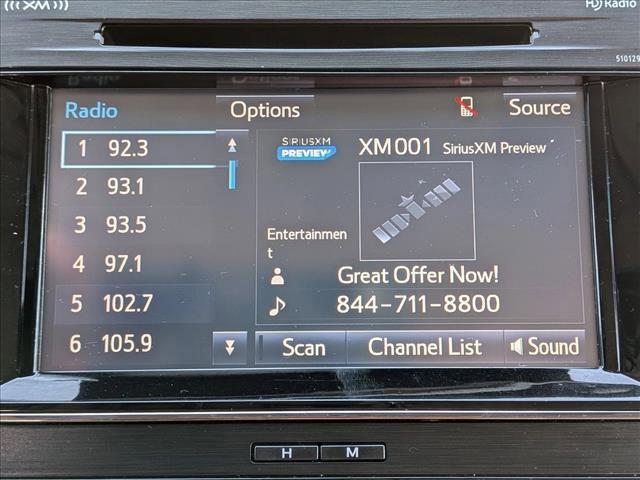 ((( XM )))
HD Radio
510129
Radio
Options
Source
1 92.3
2 93.1
3 93.5
4 97.1
5 102.7
6 105.9
SIRIUSXM
PREVIEW
XM001 SiriusXM Preview
Entertainmen
t
Great Offer Now!
844-711-8800
Scan
Channel List
Sound
H
M